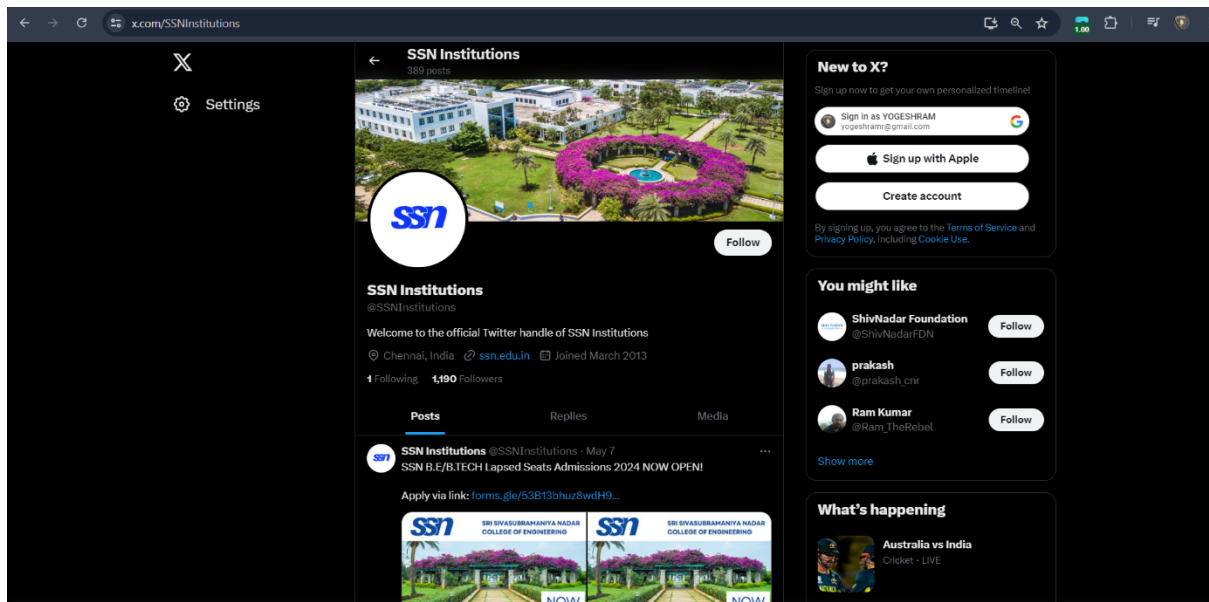 x.com/SSNInstitutions
1.00
X
Settings
SSN Institutions
389 posts
ssn
Follow
SSN Institutions
@SSNInstitutions
Welcome to the official Twitter handle of SSN Institutions
Chennai, India ssn.edu.in Joined March 2013
1 Following 1,190 Followers
Posts Replies Media
ssn
SSN Institutions @SSNInstitutions · May 7 ...
SSN B.E/B.TECH Lapsed Seats Admissions 2024 NOW OPEN!
Apply via link: forms.gle/53B13bhuz8wdH9...
ssn SRI SIVASUBRAMANIYA NADAR
COLLEGE OF ENGINEERING
NOW
ssn SRI SIVASUBRAMANIYA NADAR
COLLEGE OF ENGINEERING
NOW
New to X?
Sign up now to get your own personalized timeline!
Sign in as YOGESHRAM
yogeshramr@gmail.com
Sign up with Apple
Create account
By signing up, you agree to the Terms of Service and
Privacy Policy, including Cookie Use.
You might like
ShivNadar Foundation
@ShivNadarFDN
Follow
prakash
@prakash_cnr
Follow
Ram Kumar
@Ram_TheRebel
Follow
Show more
What's happening
Australia vs India
Cricket · LIVE